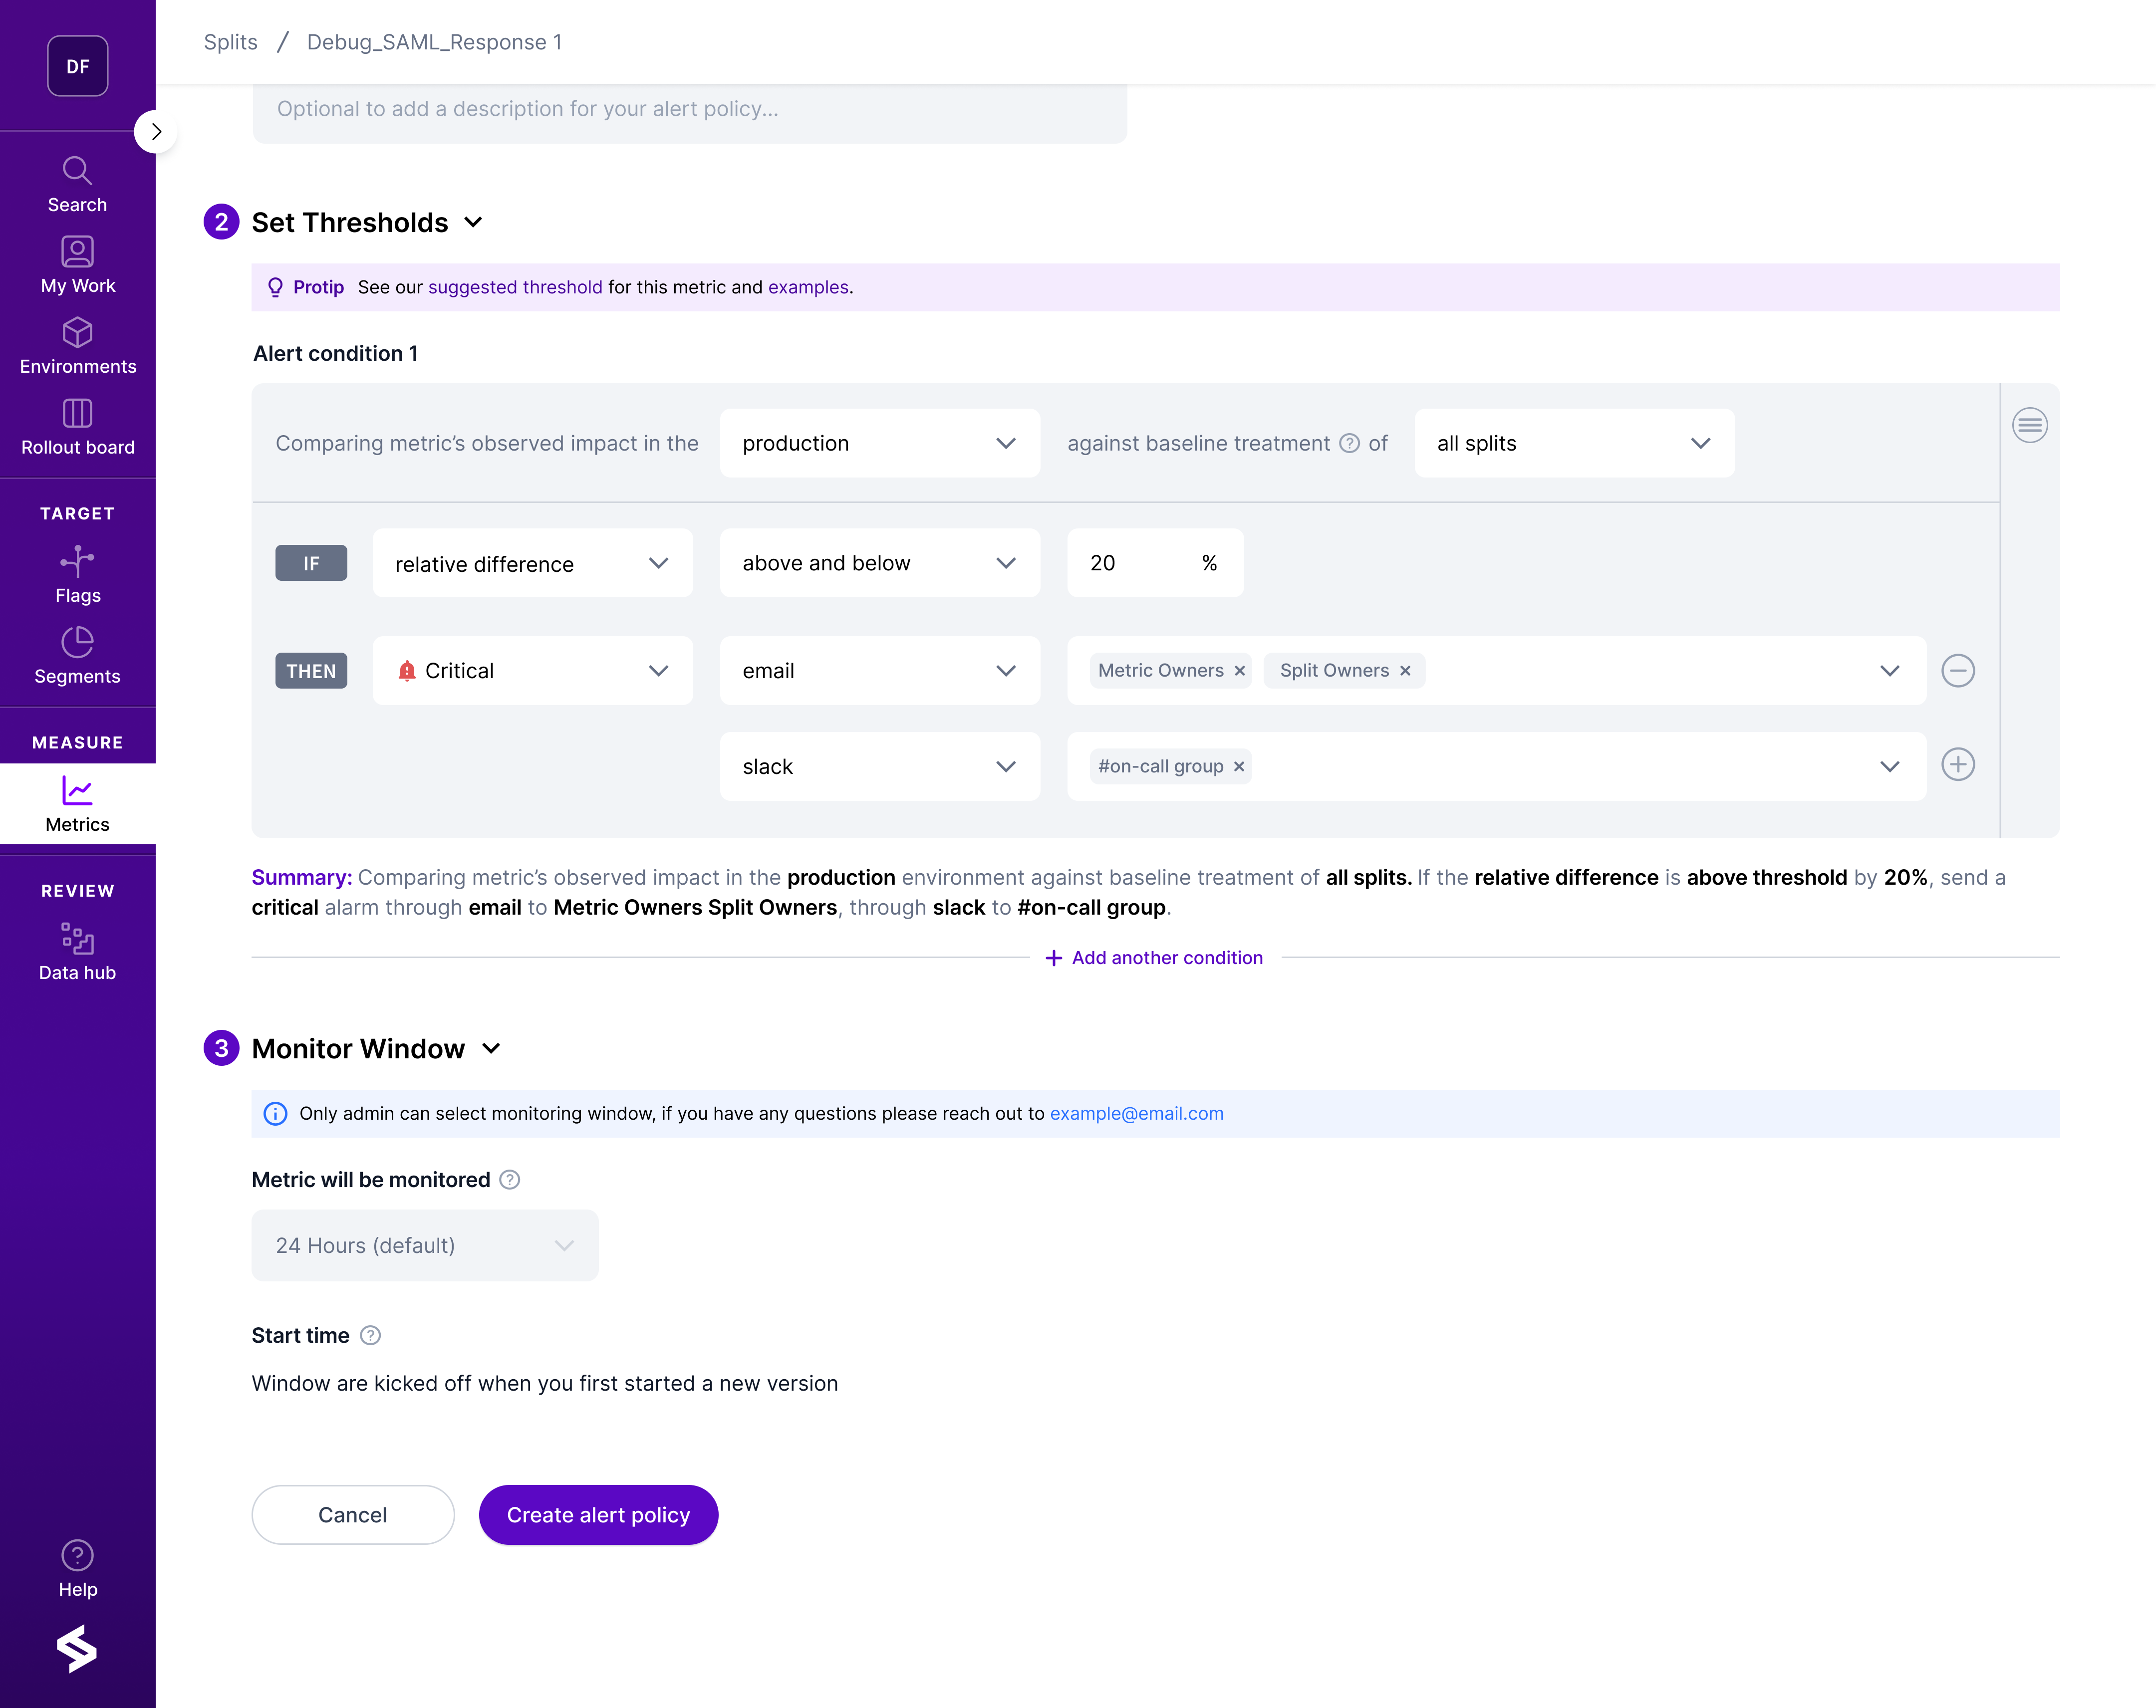 DF
Search
My Work
Environments
Rollout board
TARGET
Flags
Segments
MEASURE
Metrics
REVIEW
Data hub
Help
Splits / Debug_SAML_Response 1
Optional to add a description for your alert policy...
2 Set Thresholds
Protip See our suggested threshold for this metric and examples.
Alert condition 1
Comparing metric’s observed impact in the production against baseline treatment ? of all splits
IF relative difference above and below 20 %
THEN Critical email Metric Owners × Split Owners ×
slack #on-call group ×
Summary: Comparing metric’s observed impact in the production environment against baseline treatment of all splits. If the relative difference is above threshold by 20%, send a
critical alarm through email to Metric Owners Split Owners, through slack to #on-call group.
+ Add another condition
3 Monitor Window
Only admin can select monitoring window, if you have any questions please reach out to example@email.com
Metric will be monitored ?
24 Hours (default)
Start time ?
Window are kicked off when you first started a new version
Cancel Create alert policy